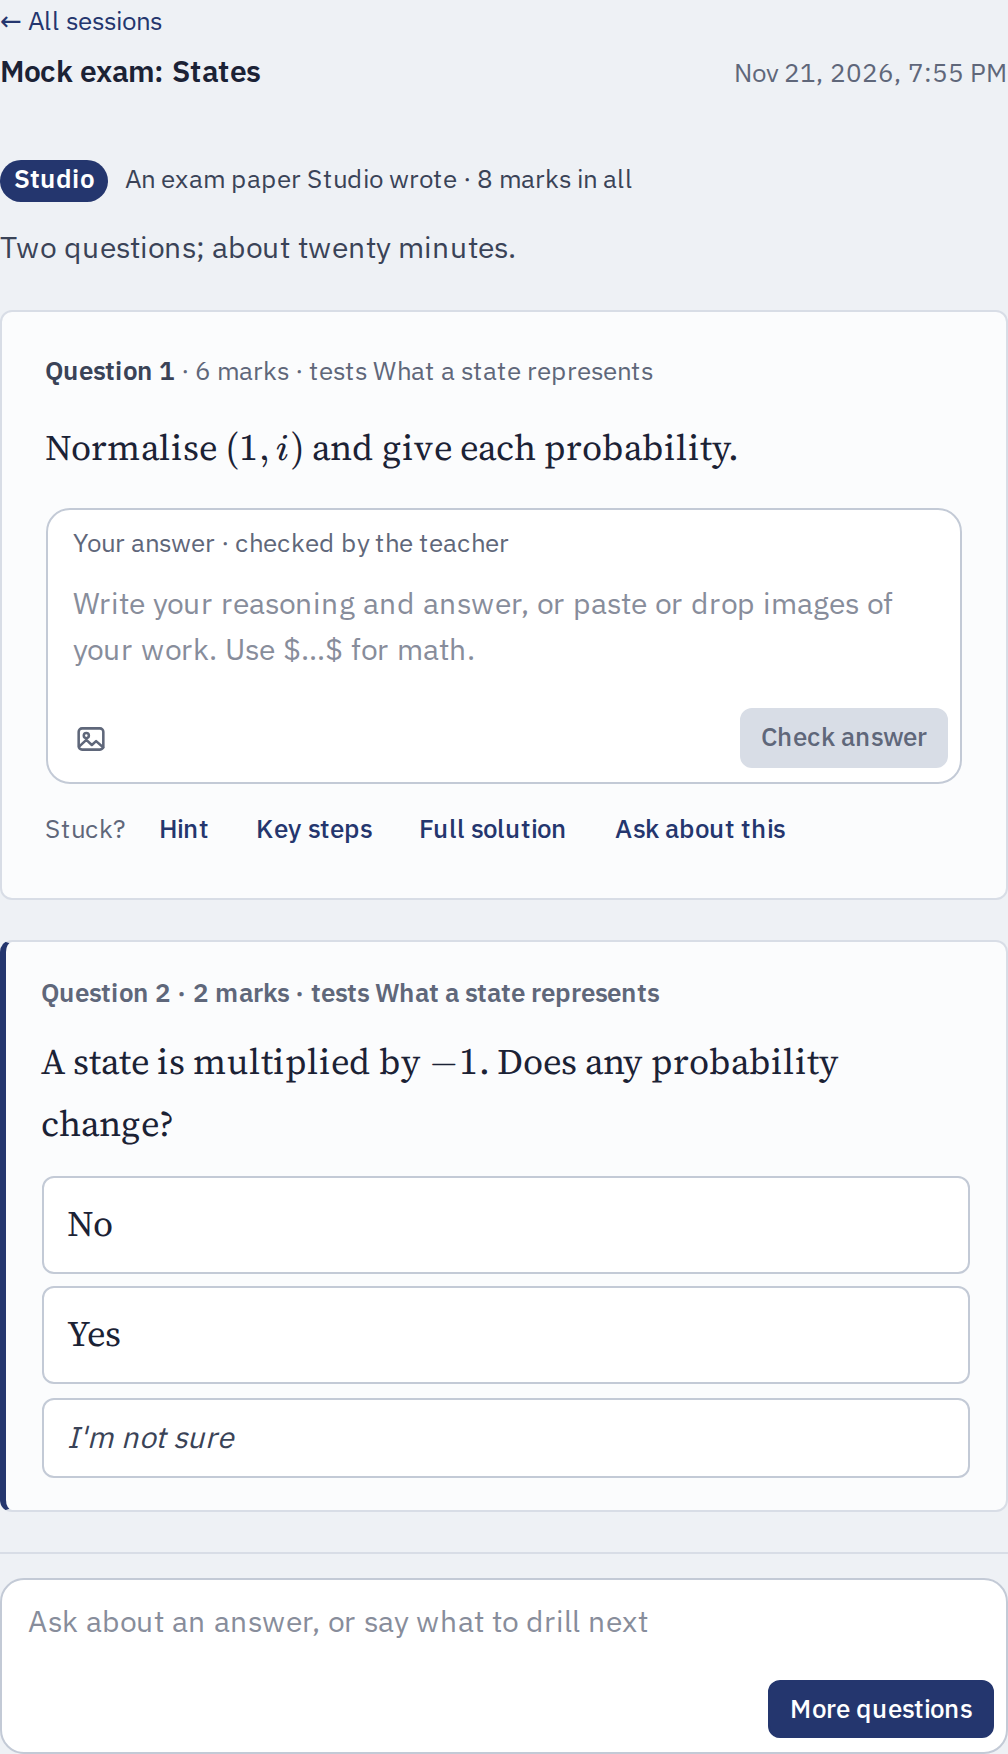 ← All sessions
Mock exam: States
Nov 21, 2026, 7:55 PM
Studio
An exam paper Studio wrote · 8 marks in all
Two questions; about twenty minutes.
Question 1 · 6 marks · tests What a state represents
Normalise (1, i) and give each probability.
Your answer · checked by the teacher
Write your reasoning and answer, or paste or drop images of
your work. Use $...$ for math.
Check answer
Stuck? Hint Key steps Full solution Ask about this
Question 2 · 2 marks · tests What a state represents
A state is multiplied by −1. Does any probability
change?
No
Yes
I'm not sure
Ask about an answer, or say what to drill next
More questions